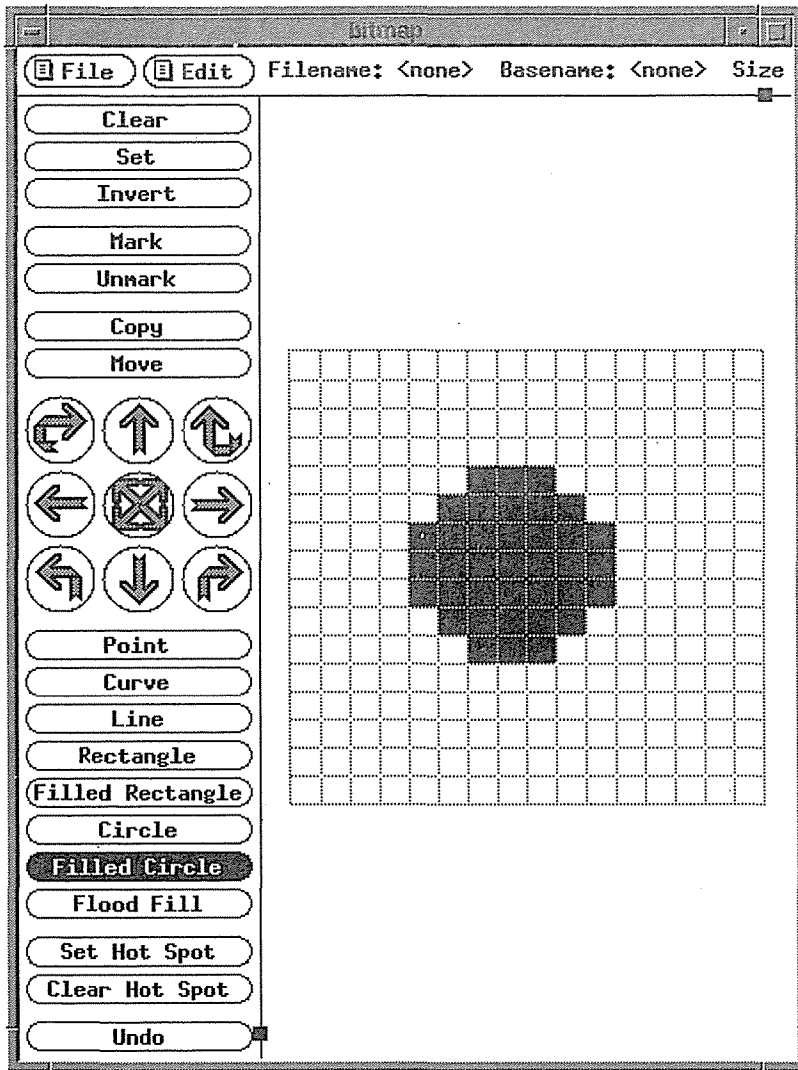 bitmap
File Edit Filename: <none> Basename: <none> Size
Clear
Set
Invert
Mark
Unmark
Copy
Move
Point
Curve
Line
Rectangle
Filled Rectangle
Circle
Filled Circle
Flood Fill
Set Hot Spot
Clear Hot Spot
Undo